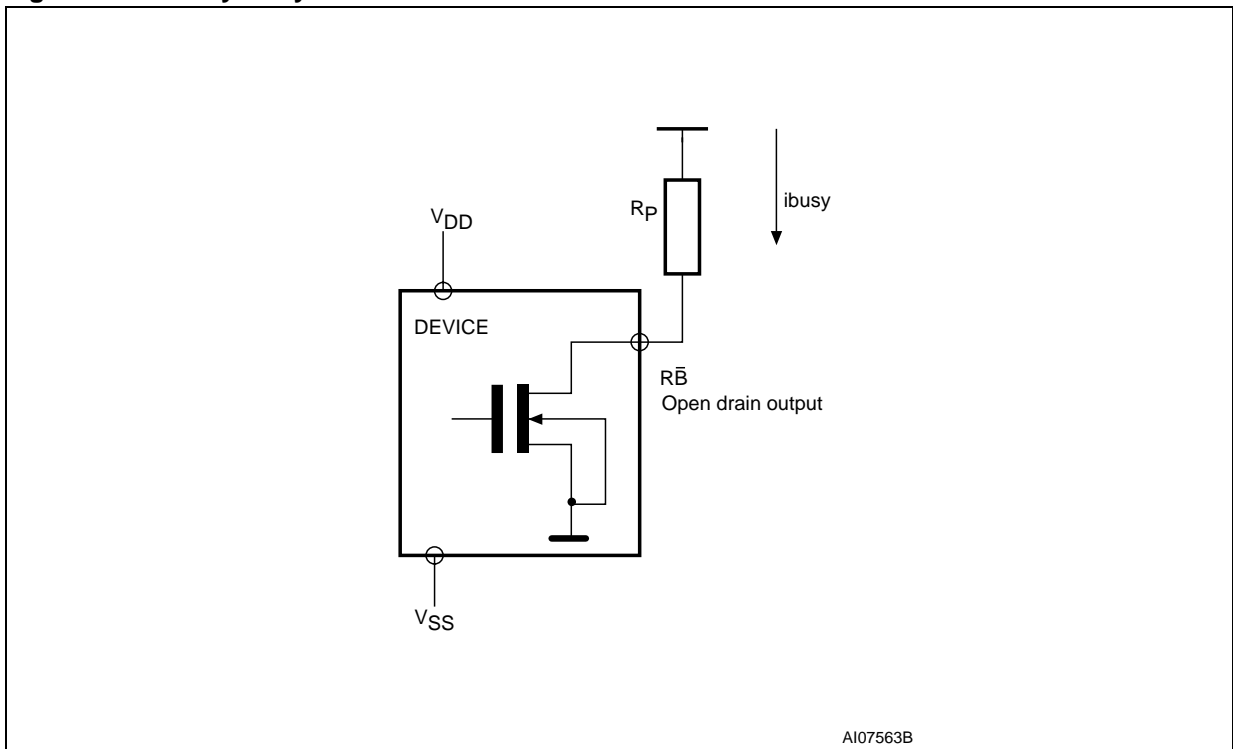 ibusy
RP
VDD
DEVICE
RB̅
Open drain output
VSS
AI07563B